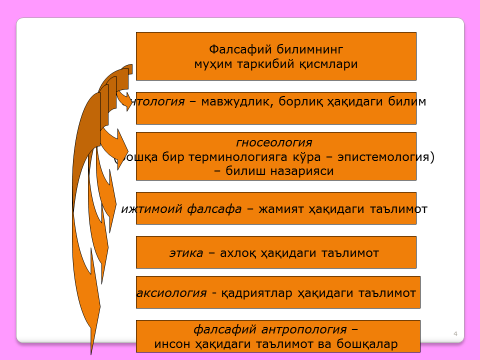 Фалсафий билимнинг
муҳим таркибий қисмлари
нтология – мавжудлик, борлиқ ҳақидаги билим
гносеология
ошқа бир терминологияга кўра – эпистемология)
– билиш назарияси
ижтимоий фалсафа – жамият ҳақидаги таълимот
этика – ахлоқ ҳақидаги таълимот
аксиология - қадриятлар ҳақидаги таълимот
фалсафий антропология –
инсон ҳақидаги таълимот ва бошқалар
4